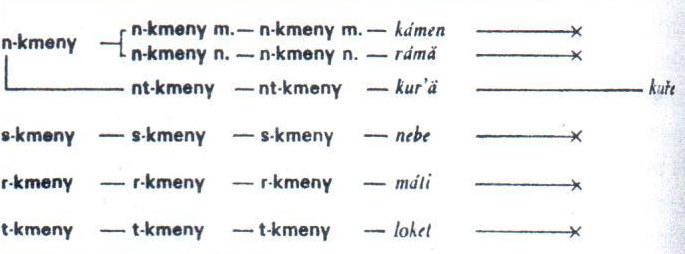 n-kmeny n-kmeny m. — n-kmeny m. — kámen
n-kmeny n. — n-kmeny n. — rámä
nt-kmeny — nt-kmeny — kur'ä kuře
s-kmeny — s-kmeny — s-kmeny — nebe
r-kmeny — r-kmeny — r-kmeny — máti
t-kmeny — t-kmeny — t-kmeny — loket